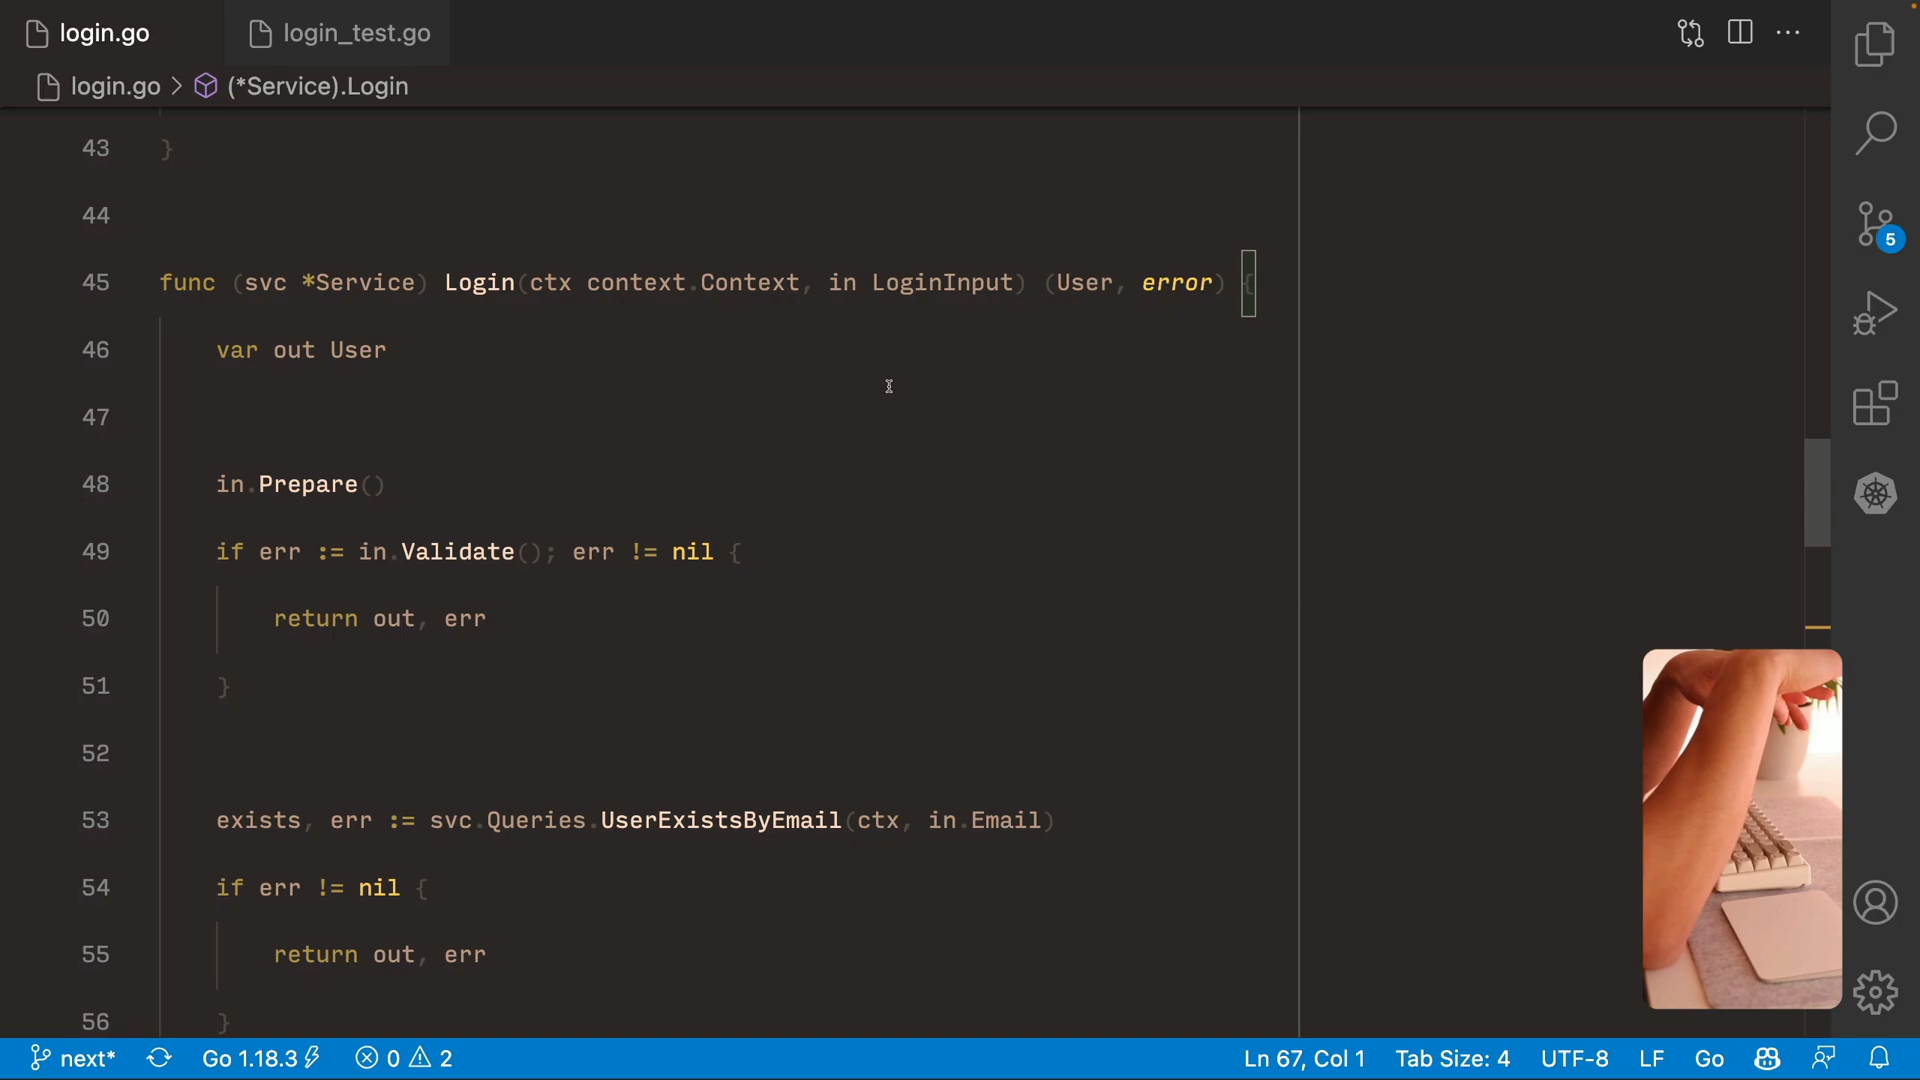 login.go login_test.go
login.go > (*Service).Login
43 }
44
45 func (svc *Service) Login(ctx context.Context, in LoginInput) (User, error) {
46 var out User
47
48 in.Prepare()
49 if err := in.Validate(); err != nil {
50 return out, err
51 }
52
53 exists, err := svc.Queries.UserExistsByEmail(ctx, in.Email)
54 if err != nil {
55 return out, err
56 }
5
next* Go 1.18.3 0 2 Ln 67, Col 1 Tab Size: 4 UTF-8 LF Go